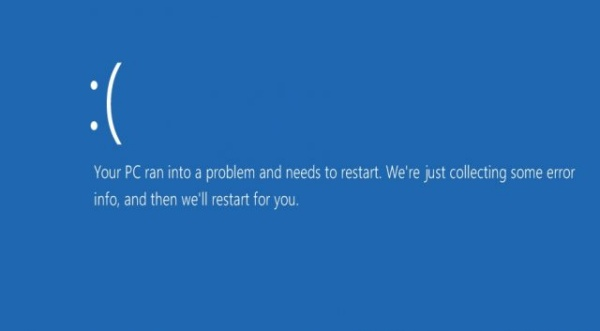 :(
Your PC ran into a problem and needs to restart. We're just collecting some error
info, and then we'll restart for you.